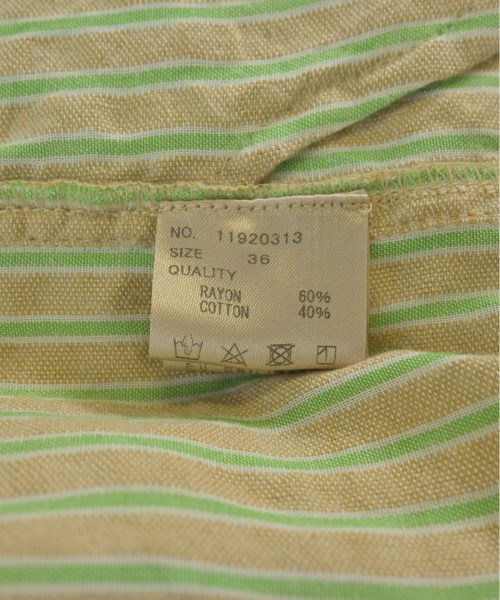 NO. 11920313
SIZE 36
QUALITY
RAYON 60%
COTTON 40%